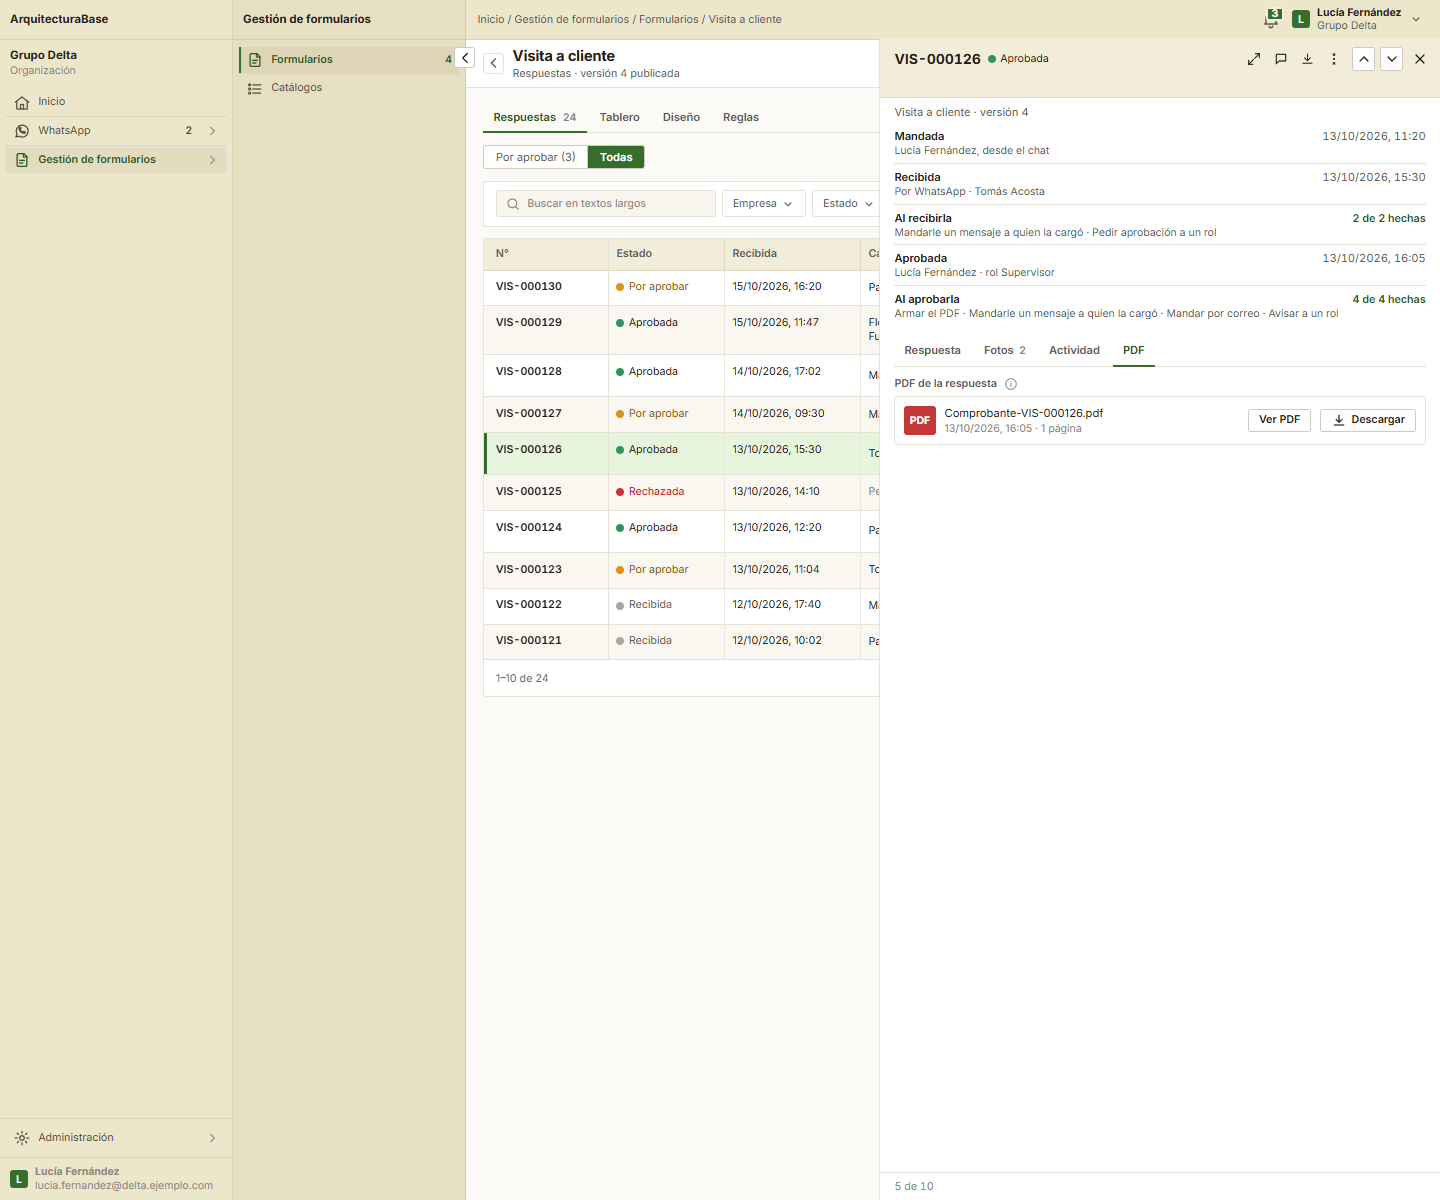 ArquitecturaBase
Grupo Delta
Organización
Inicio
WhatsApp 2
Gestión de formularios
Administración
L
Lucía Fernández
lucia.fernandez@delta.ejemplo.com
Gestión de formularios
Formularios 4
Catálogos
Inicio / Gestión de formularios / Formularios / Visita a cliente
3
L
Lucía Fernández
Grupo Delta
Visita a cliente
Respuestas · versión 4 publicada
Respuestas 24 Tablero Diseño Reglas
Por aprobar (3) Todas
Buscar en textos largos Empresa Estado
N° Estado Recibida Ca
VIS-000130 Por aprobar 15/10/2026, 16:20 Pa
VIS-000129 Aprobada 15/10/2026, 11:47 Flo
Fu
VIS-000128 Aprobada 14/10/2026, 17:02 Ma
VIS-000127 Por aprobar 14/10/2026, 09:30 Ma
VIS-000126 Aprobada 13/10/2026, 15:30 To
VIS-000125 Rechazada 13/10/2026, 14:10 Pe
VIS-000124 Aprobada 13/10/2026, 12:20 Pa
VIS-000123 Por aprobar 13/10/2026, 11:04 To
VIS-000122 Recibida 12/10/2026, 17:40 Ma
VIS-000121 Recibida 12/10/2026, 10:02 Pa
1–10 de 24
VIS-000126 Aprobada
Visita a cliente · versión 4
Mandada 13/10/2026, 11:20
Lucía Fernández, desde el chat
Recibida 13/10/2026, 15:30
Por WhatsApp · Tomás Acosta
Al recibirla 2 de 2 hechas
Mandarle un mensaje a quien la cargó · Pedir aprobación a un rol
Aprobada 13/10/2026, 16:05
Lucía Fernández · rol Supervisor
Al aprobarla 4 de 4 hechas
Armar el PDF · Mandarle un mensaje a quien la cargó · Mandar por correo · Avisar a un rol
Respuesta Fotos 2 Actividad PDF
PDF de la respuesta
PDF
Comprobante-VIS-000126.pdf
13/10/2026, 16:05 · 1 página
Ver PDF Descargar
5 de 10